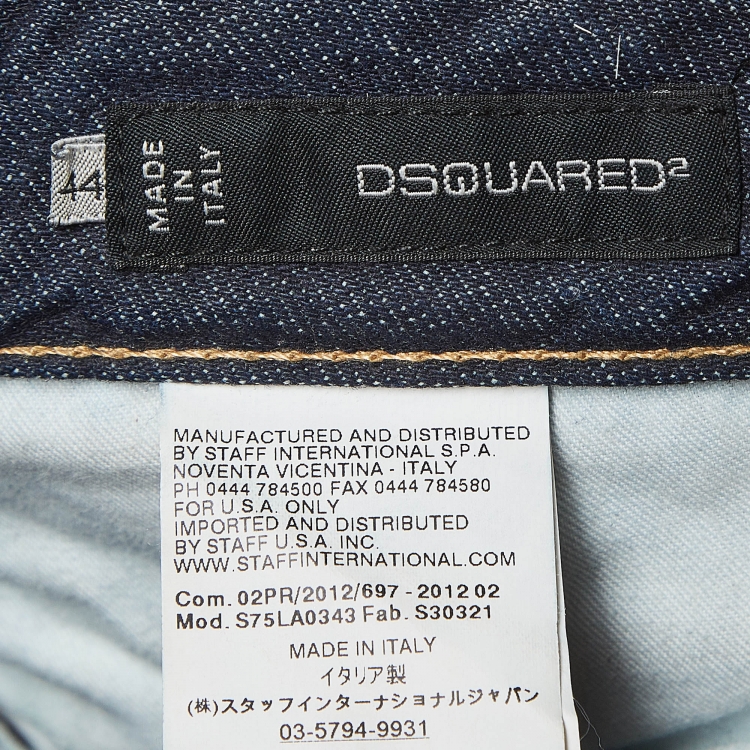 44
MADE
IN
ITALY
DSQUARED²
MANUFACTURED AND DISTRIBUTED
BY STAFF INTERNATIONAL S.P.A.
NOVENTA VICENTINA - ITALY
PH 0444 784500 FAX 0444 784580
FOR U.S.A. ONLY
IMPORTED AND DISTRIBUTED
BY STAFF U.S.A. INC.
WWW.STAFFINTERNATIONAL.COM
Com. 02PR/2012/697 - 2012 02
Mod. S75LA0343 Fab. S30321
MADE IN ITALY
イタリア製
(株)スタッフインターナショナルジャパン
03-5794-9931